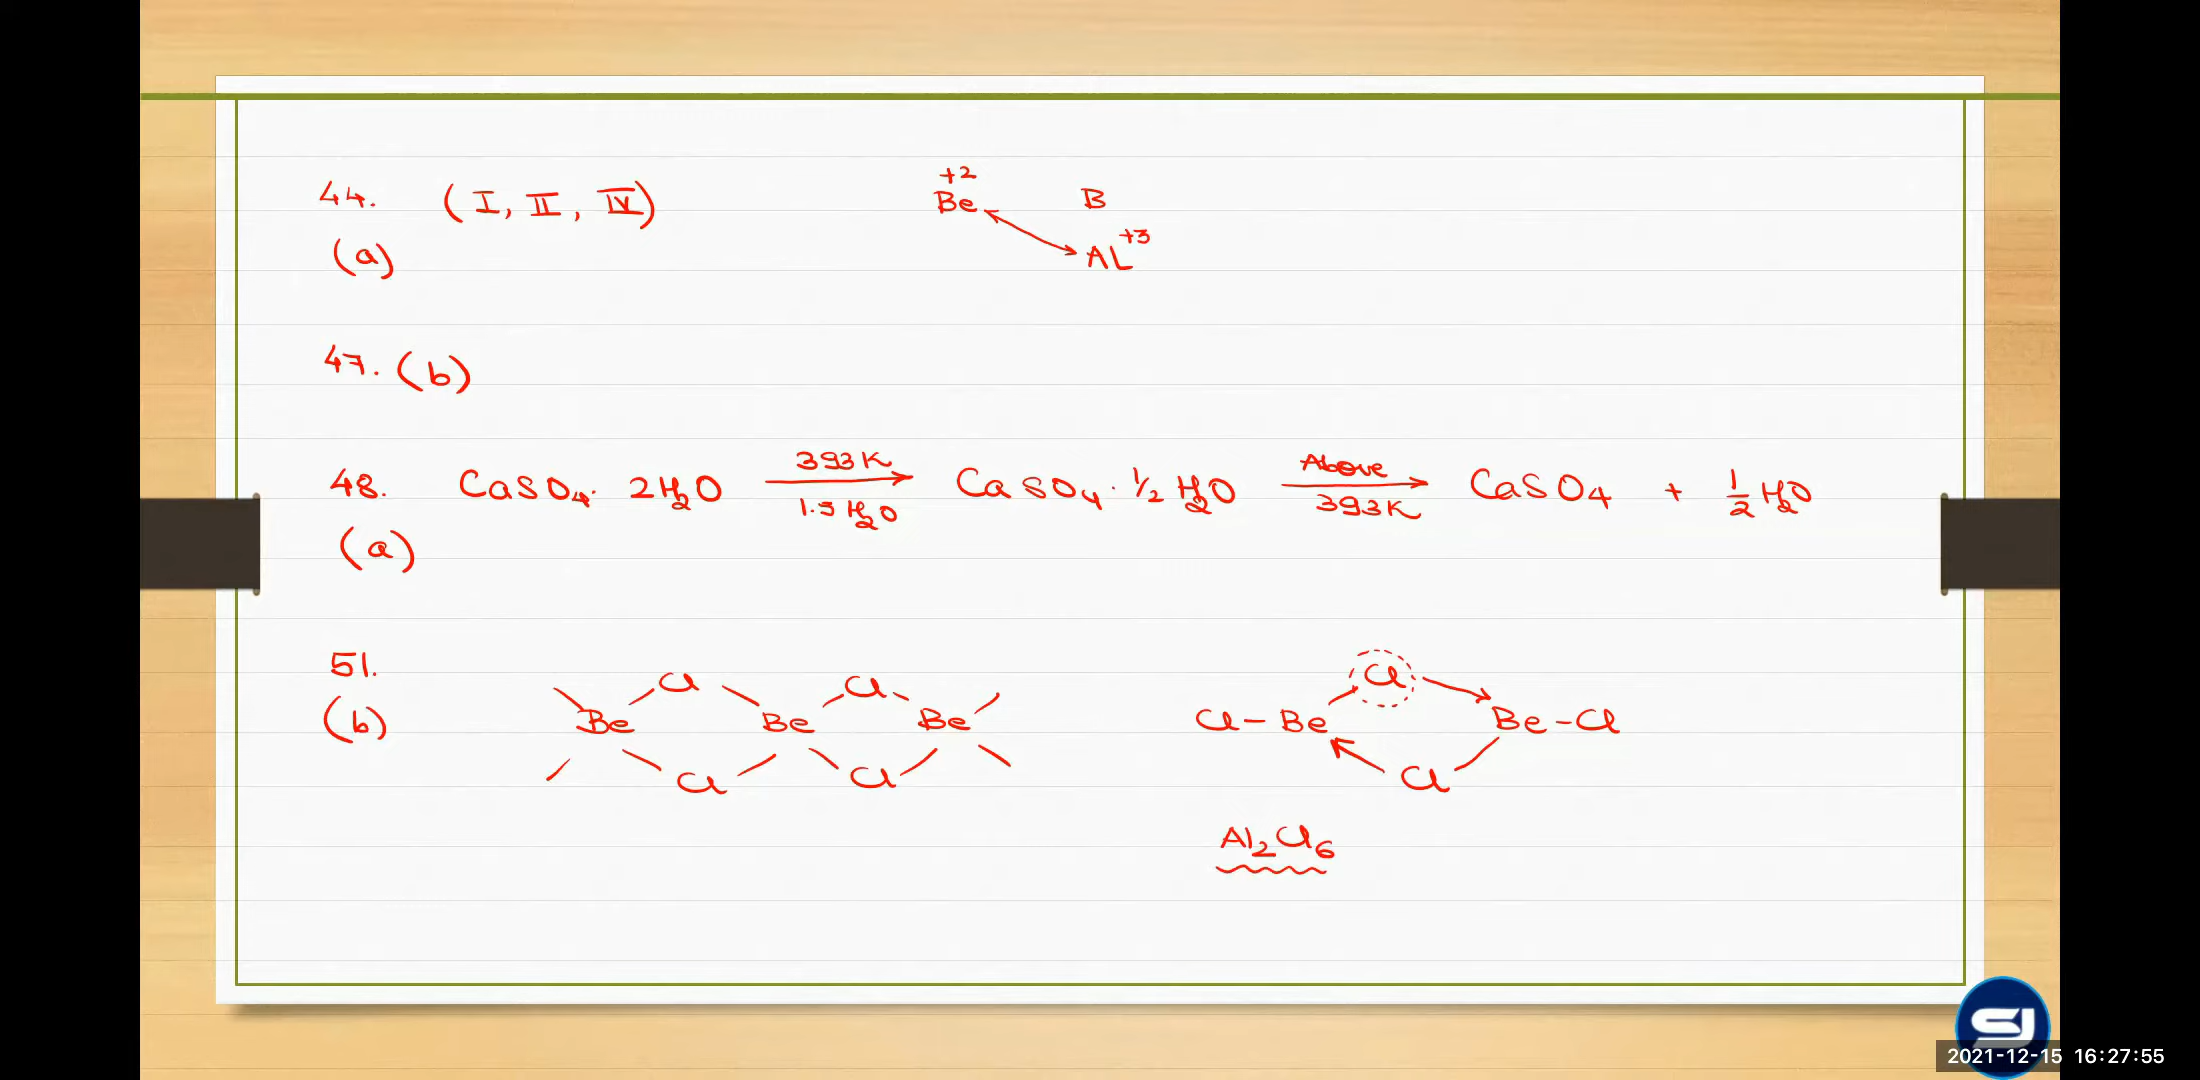 44. (I, II, IV) +2 Be B
(a) Al +3
47. (b)
48. CaSO4. 2H2O 393K 1.5 H2O CaSO4. 1/2 H2O Above 393K CaSO4 + 1/2 H2O
(a)
51. Cl Cl Cl
(b) Be Be Be Cl - Be Be - Cl
Cl Cl Cl
Al2Cl6
SJ
2021-12-15 16:27:55